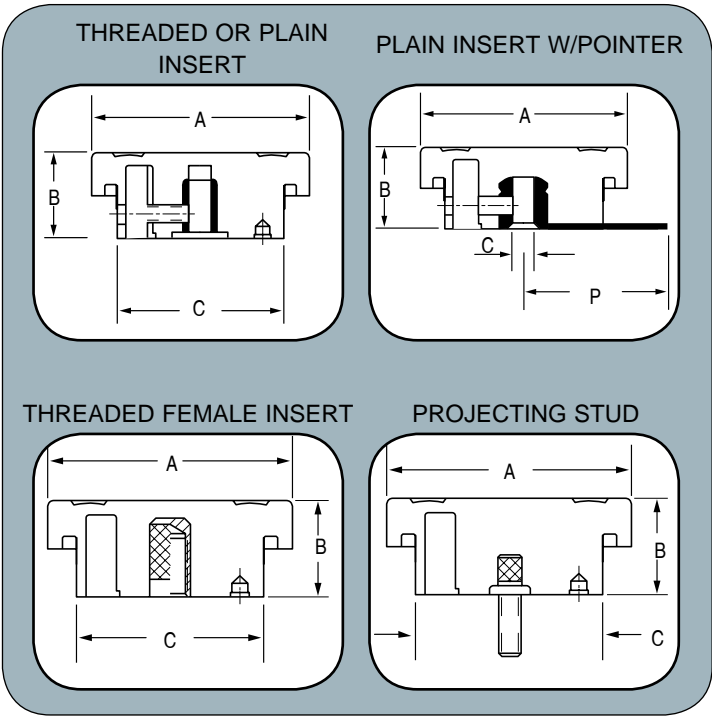 THREADED OR PLAIN
INSERT
A
B
C
PLAIN INSERT W/POINTER
A
B
C
P
THREADED FEMALE INSERT
A
B
C
PROJECTING STUD
A
B
C